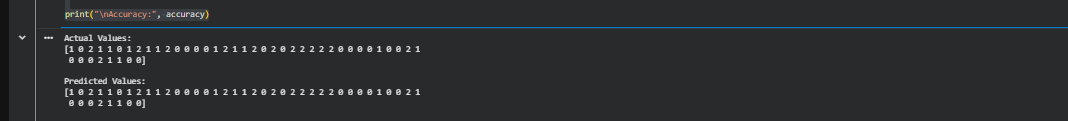 print("\nAccuracy:", accuracy)
Actual Values:
[1 0 2 1 1 0 1 2 1 1 2 0 0 0 0 1 2 1 1 2 0 2 0 2 2 2 2 2 0 0 0 0 1 0 0 2 1
 0 0 0 2 1 1 0 0]
Predicted Values:
[1 0 2 1 1 0 1 2 1 1 2 0 0 0 0 1 2 1 1 2 0 2 0 2 2 2 2 2 0 0 0 0 1 0 0 2 1
 0 0 0 2 1 1 0 0]